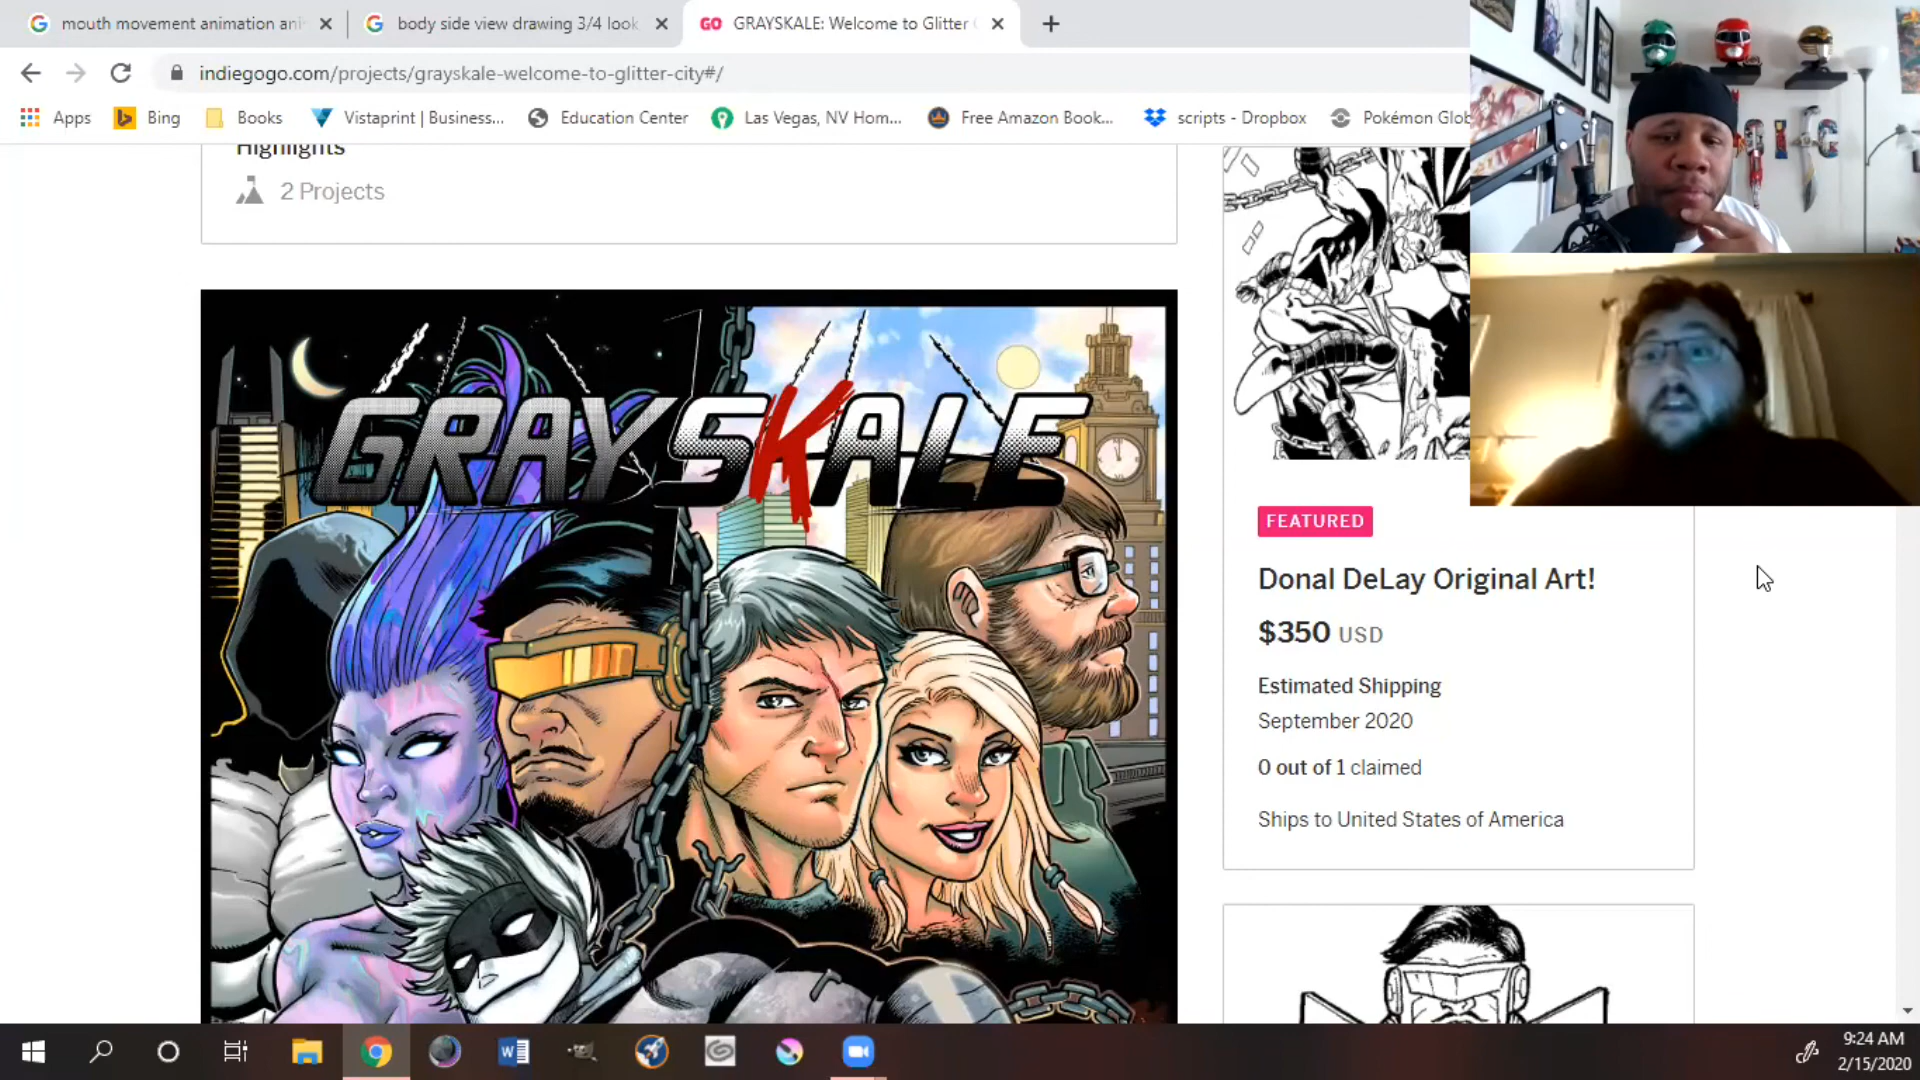 mouth movement animation ani
body side view drawing 3/4 look
GO GRAYSKALE: Welcome to Glitter
indiegogo.com/projects/grayskale-welcome-to-glitter-city#/
Apps
Bing
Books
Vistaprint | Business...
Education Center
Las Vegas, NV Hom...
Free Amazon Book...
scripts - Dropbox
Pokémon Glob
Highlights
2 Projects
GRAYSKALE
FEATURED
Donal DeLay Original Art!
$350 USD
Estimated Shipping
September 2020
0 out of 1 claimed
Ships to United States of America
9:24 AM
2/15/2020